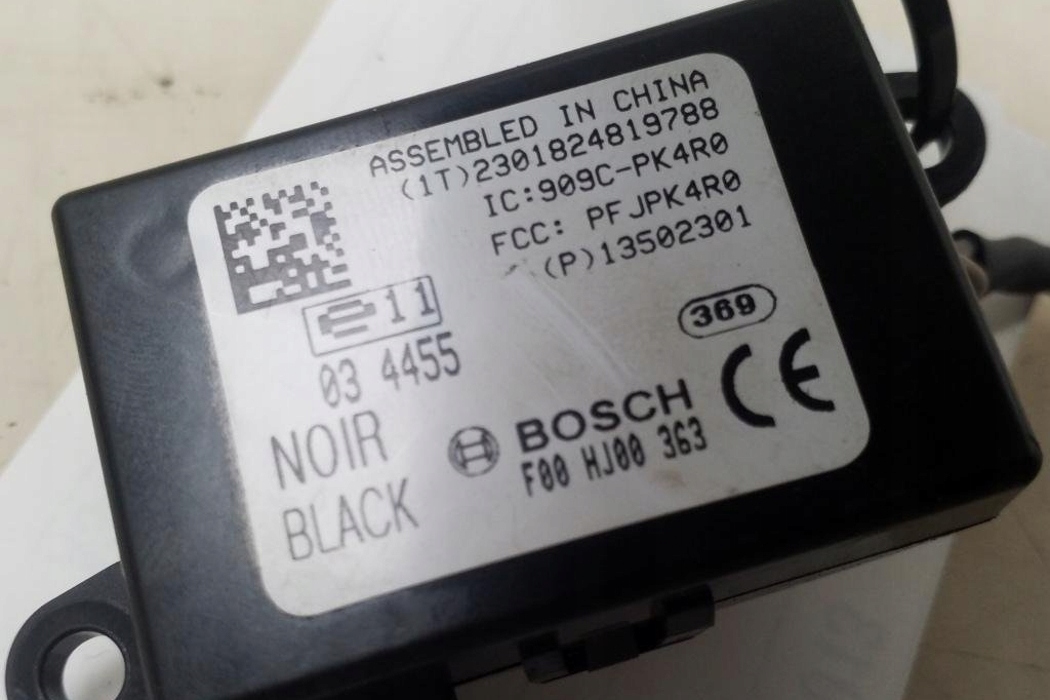 ASSEMBLED IN CHINA
(1T)2301824819788
IC:909C-PK4R0
FCC: PFJPK4R0
(P)13502301
e11
03 4455
369
CE
NOIR
BLACK
BOSCH
F00 HJ00 363